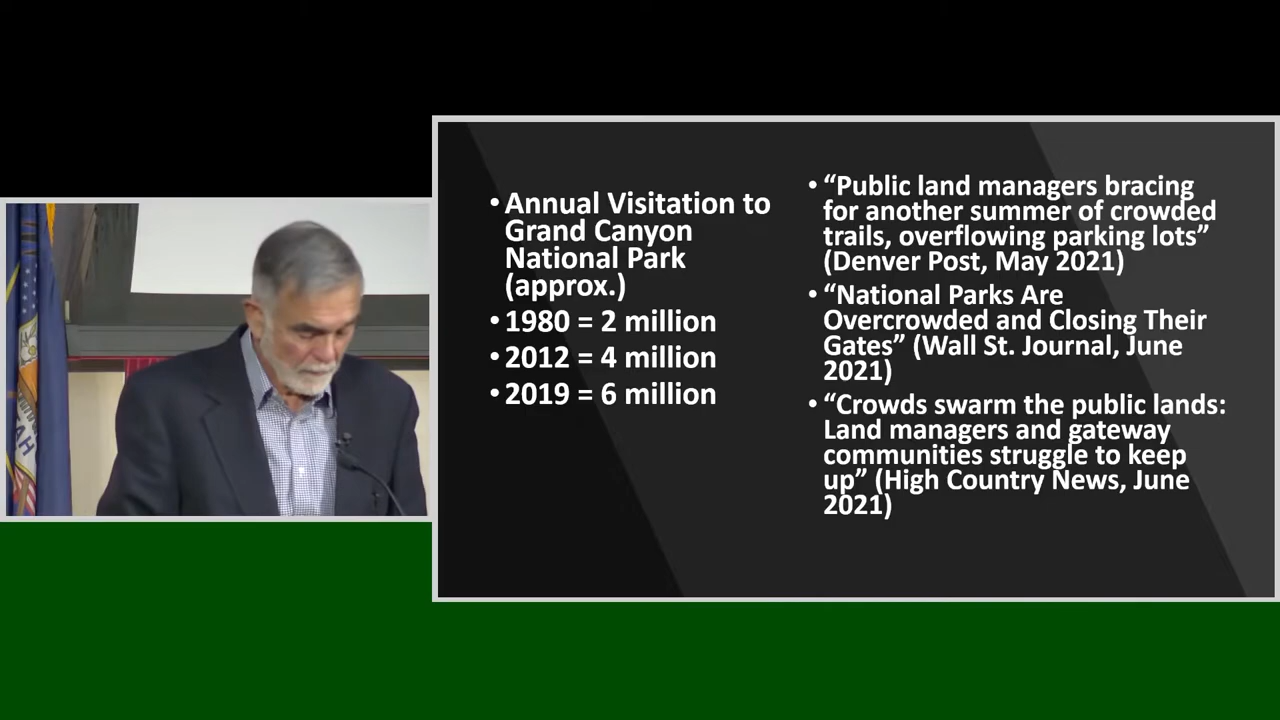 AH
• Annual Visitation to
Grand Canyon
National Park
(approx.)
• 1980 = 2 million
• 2012 = 4 million
• 2019 = 6 million
• “Public land managers bracing
for another summer of crowded
trails, overflowing parking lots”
(Denver Post, May 2021)
• “National Parks Are
Overcrowded and Closing Their
Gates” (Wall St. Journal, June
2021)
• “Crowds swarm the public lands:
Land managers and gateway
communities struggle to keep
up” (High Country News, June
2021)